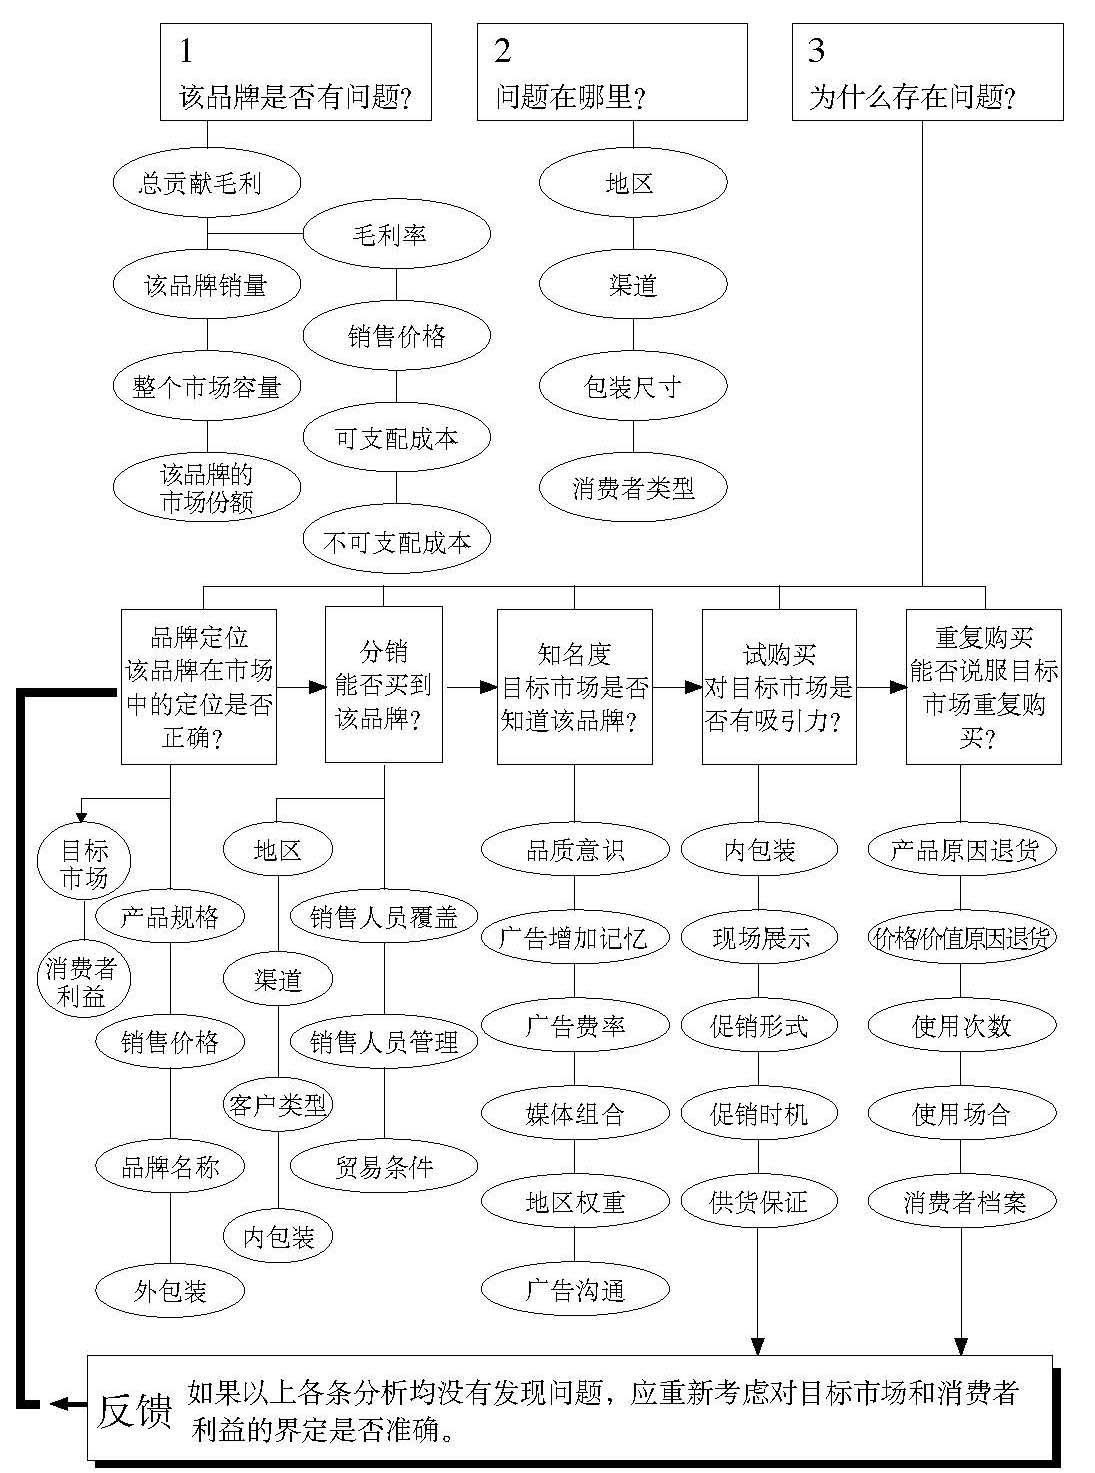 1
该品牌是否有问题？
总贡献毛利
该品牌销量
整个市场容量
该品牌的
市场份额
毛利率
销售价格
可支配成本
不可支配成本
2
问题在哪里？
地区
渠道
包装尺寸
消费者类型
3
为什么存在问题？
品牌定位
该品牌在市场
中的定位是否
正确？
目标
市场
消费者
利益
产品规格
销售价格
品牌名称
外包装
分销
能否买到
该品牌？
地区
渠道
客户类型
内包装
销售人员覆盖
销售人员管理
贸易条件
知名度
目标市场是否
知道该品牌？
品质意识
广告增加记忆
广告费率
媒体组合
地区权重
广告沟通
试购买
对目标市场是
否有吸引力？
内包装
现场展示
促销形式
促销时机
供货保证
重复购买
能否说服目标
市场重复购
买？
产品原因退货
价格/价值原因退货
使用次数
使用场合
消费者档案
反馈
如果以上各条分析均没有发现问题，应重新考虑对目标市场和消费者
利益的界定是否准确。